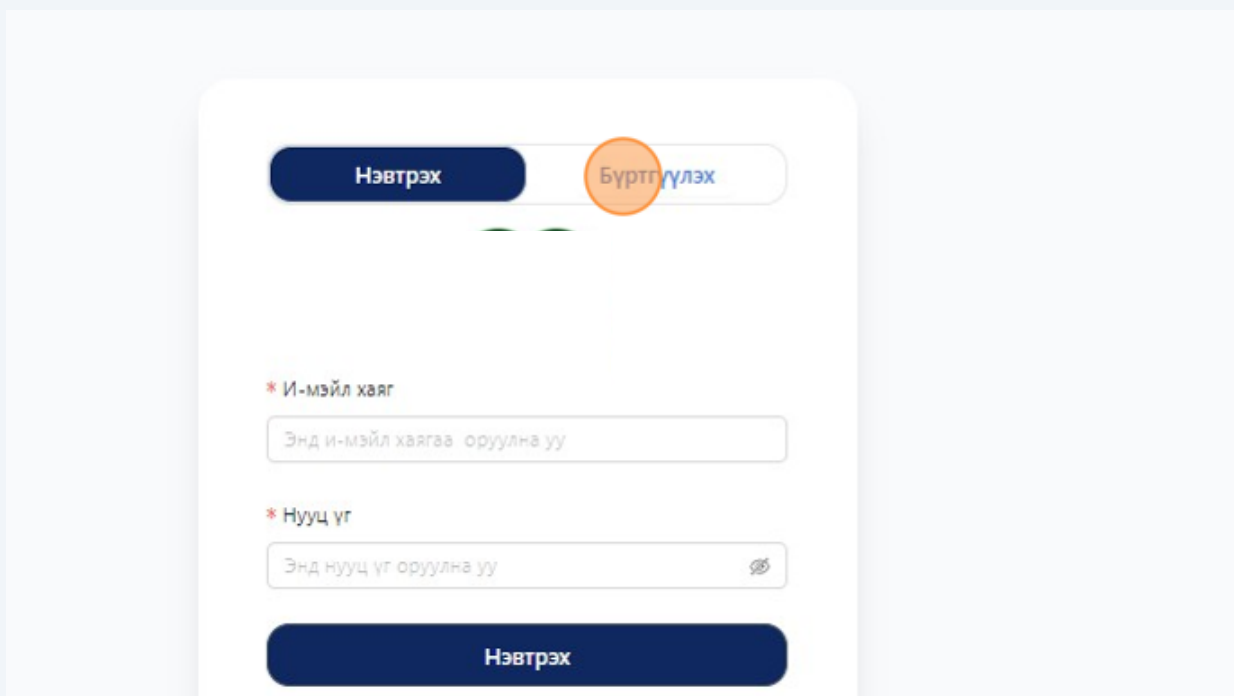 Нэвтрэх Бүртгүүлэх
* И-мэйл хаяг
Энд и-мэйл хаягаа оруулна уу
* Нууц үг
Энд нууц үг оруулна уу
Нэвтрэх